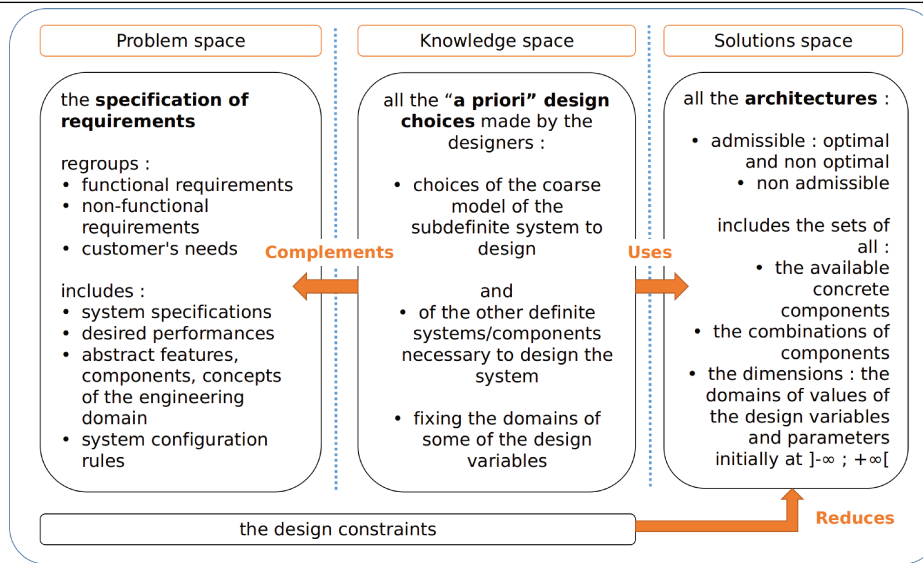 Problem space
Knowledge space
Solutions space
the specification of
requirements
regroups :
• functional requirements
• non-functional
requirements
• customer's needs
includes :
• system specifications
• desired performances
• abstract features,
components, concepts
of the engineering
domain
• system configuration
rules
Complements
all the “a priori” design
choices made by the
designers :
• choices of the coarse
model of the
subdefinite system to
design
and
• of the other definite
systems/components
necessary to design the
system
• fixing the domains of
some of the design
variables
Uses
all the architectures :
• admissible : optimal
and non optimal
• non admissible
includes the sets of
all :
• the available
concrete
components
• the combinations of
components
• the dimensions : the
domains of values of
the design variables
and parameters
initially at ]-∞ ; +∞[
the design constraints
Reduces